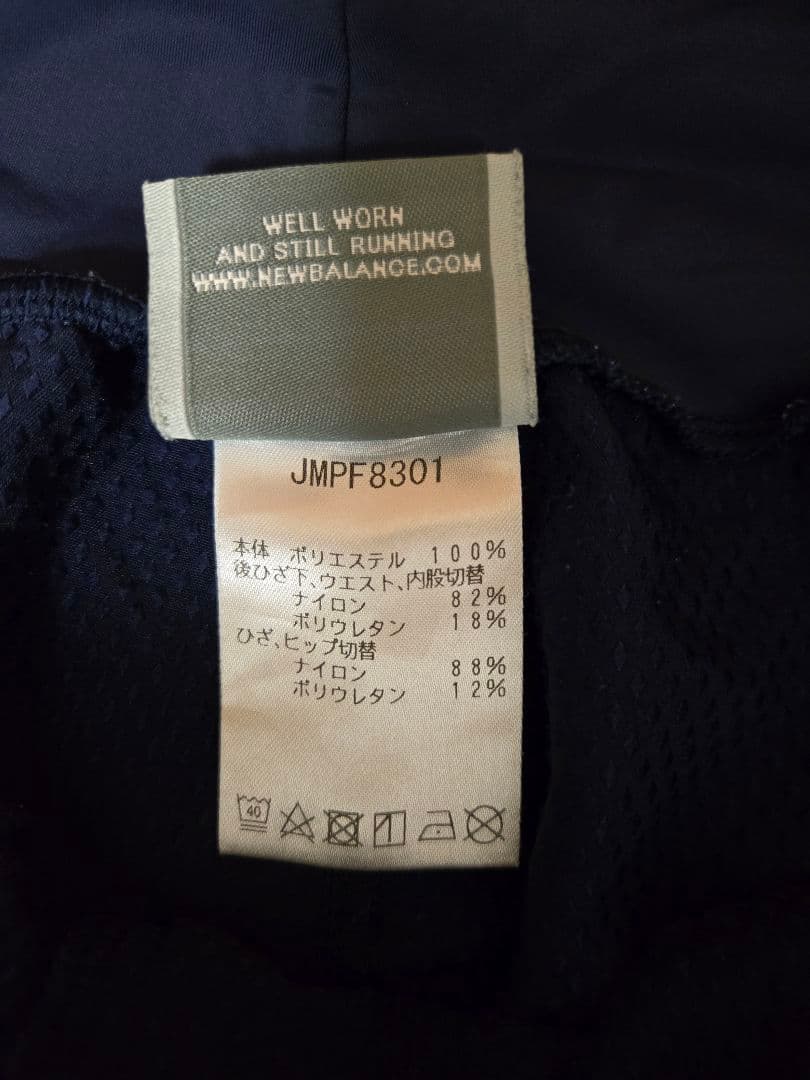 WELL WORN
AND STILL RUNNING
WWW.NEWBALANCE.COM
JMPF8301
本体 ポリエステル 100%
後ひざ下、ウエスト、内股切替
ナイロン 82%
ポリウレタン 18%
ひざ、ヒップ切替
ナイロン 88%
ポリウレタン 12%
40